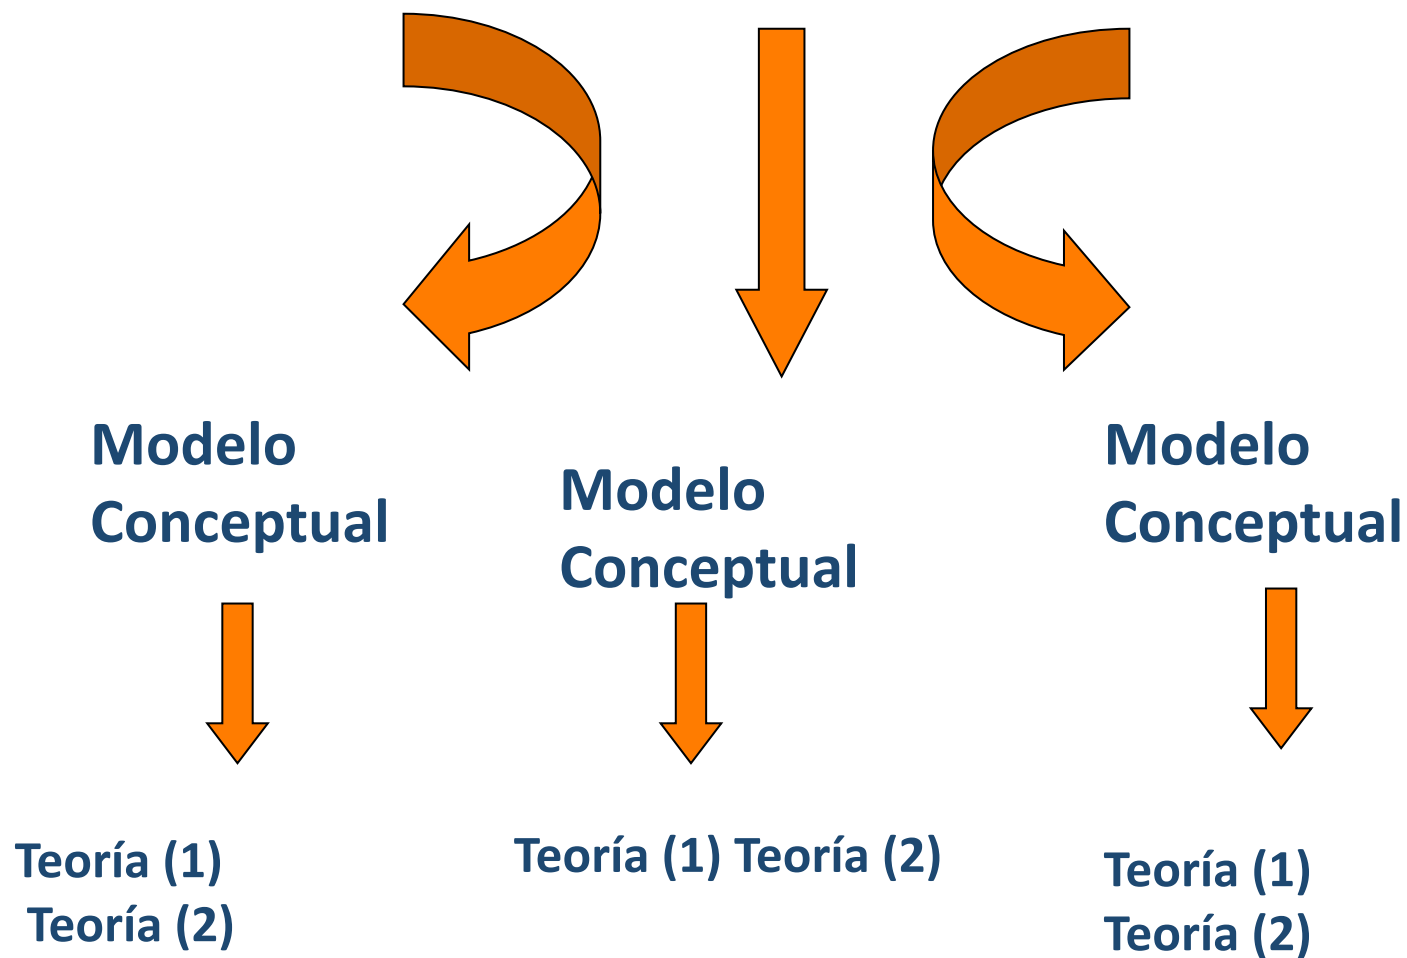 Modelo
Conceptual
Modelo
Conceptual
Modelo
Conceptual
Teoría (1)
Teoría (2)
Teoría (1) Teoría (2)
Teoría (1)
Teoría (2)